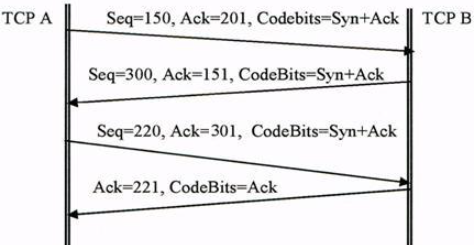 TCP A
Seq=150, Ack=201, Codebits=Syn+Ack
TCP B
Seq=300, Ack=151, CodeBits=Syn+Ack
Seq=220, Ack=301, CodeBits=Syn+Ack
Ack=221, CodeBits=Ack